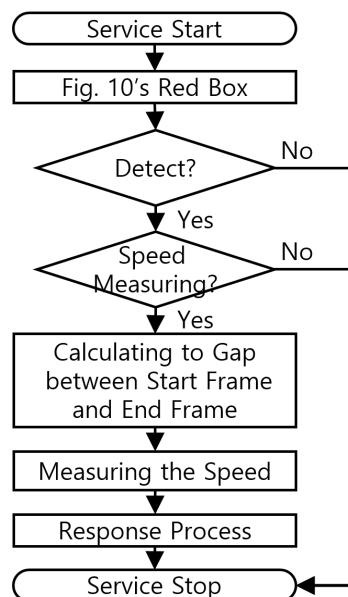 Service Start
Fig. 10's Red Box
Detect?
No
Yes
Speed
Measuring?
No
Yes
Calculating to Gap
between Start Frame
and End Frame
Measuring the Speed
Response Process
Service Stop